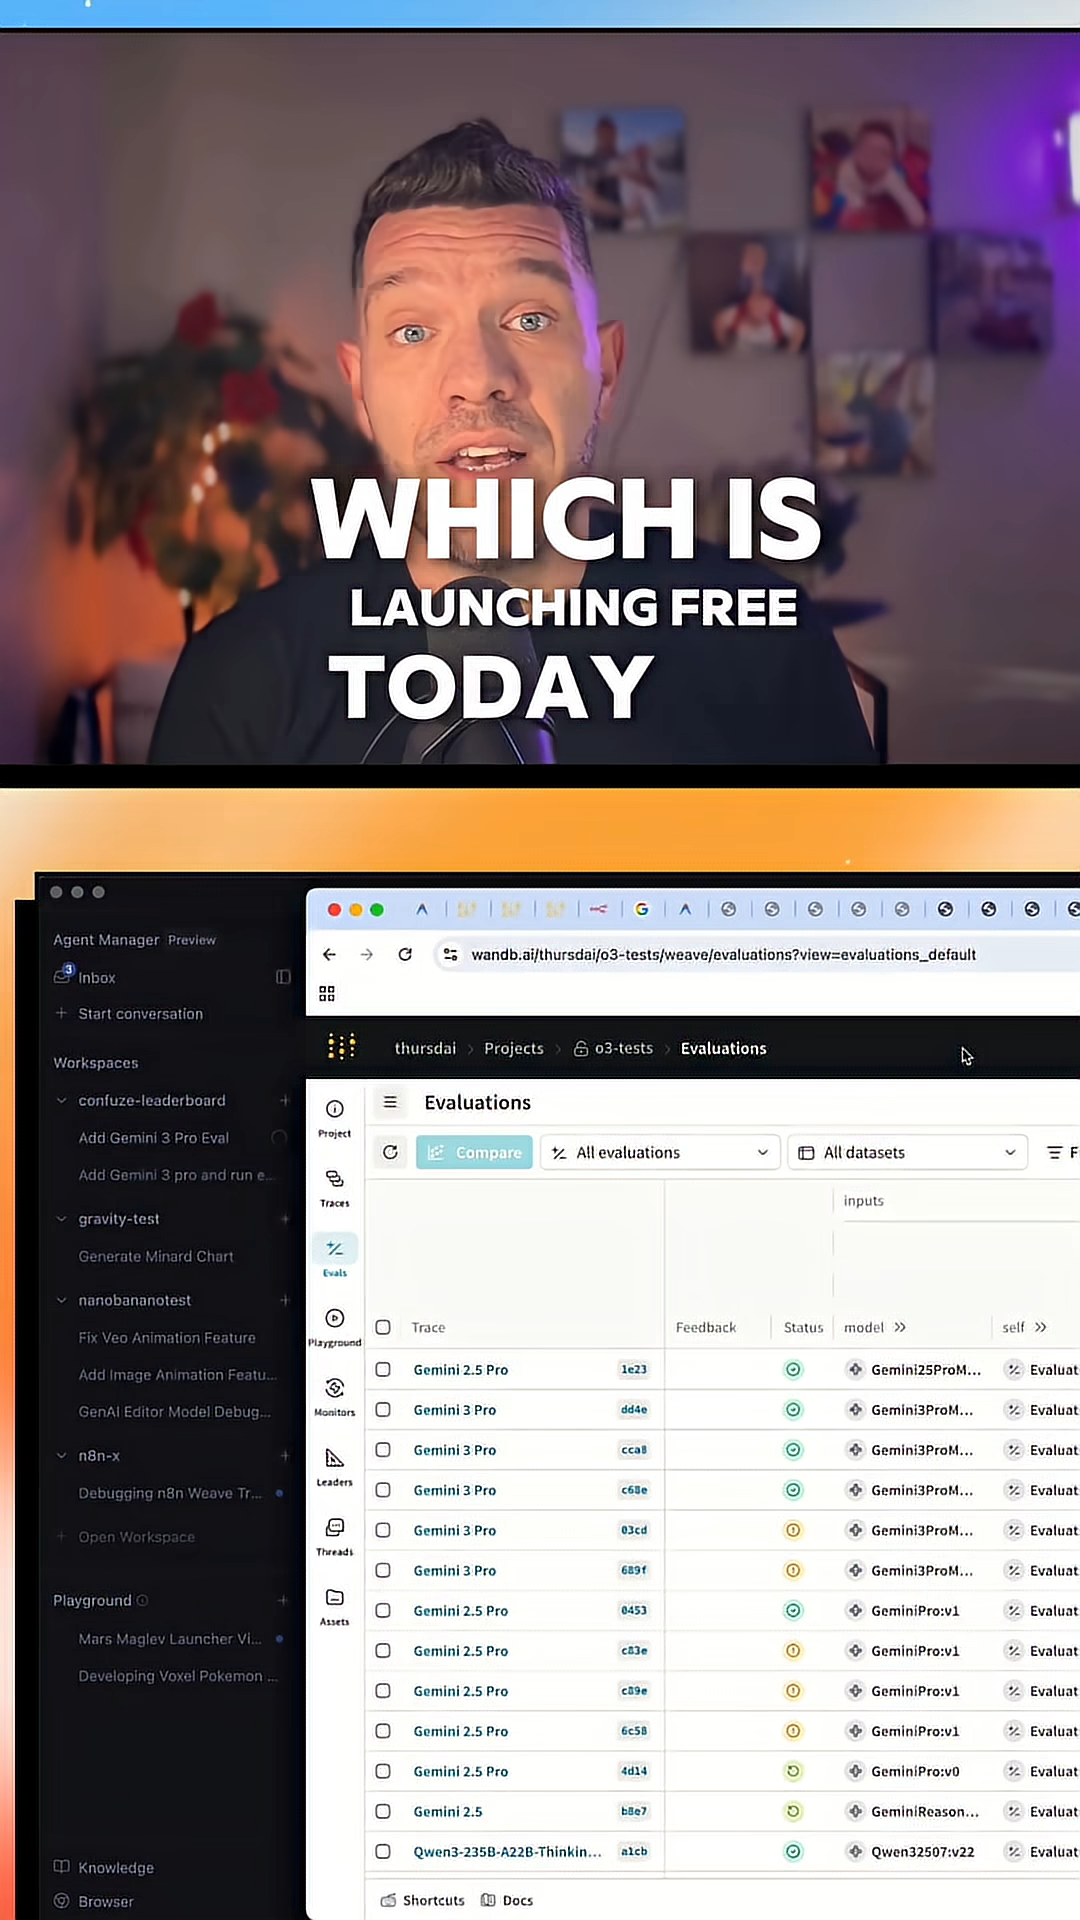 WHICH IS
LAUNCHING FREE
TODAY
Agent Manager Preview
3
Inbox
Start conversation
Workspaces
confuze-leaderboard
Add Gemini 3 Pro Eval
Add Gemini 3 pro and run e...
gravity-test
Generate Minard Chart
nanobananotest
Fix Veo Animation Feature
Add Image Animation Featu...
GenAI Editor Model Debug...
n8n-x
Debugging n8n Weave Tr...
Open Workspace
Playground
Mars Maglev Launcher Vi...
Developing Voxel Pokemon ...
Knowledge
Browser
wandb.ai/thursdai/o3-tests/weave/evaluations?view=evaluations_default
thursdai > Projects > o3-tests > Evaluations
Project
Traces
Evals
Playground
Monitors
Leaders
Threads
Assets
Evaluations
Compare All evaluations All datasets
inputs
Trace Feedback Status model self
Gemini 2.5 Pro 1e23 Gemini25ProM... Evaluat
Gemini 3 Pro dd4e Gemini3ProM... Evaluat
Gemini 3 Pro cca8 Gemini3ProM... Evaluat
Gemini 3 Pro c68e Gemini3ProM... Evaluat
Gemini 3 Pro 03cd Gemini3ProM... Evaluat
Gemini 3 Pro 689f Gemini3ProM... Evaluat
Gemini 2.5 Pro 0453 GeminiPro:v1 Evaluat
Gemini 2.5 Pro c83e GeminiPro:v1 Evaluat
Gemini 2.5 Pro c89e GeminiPro:v1 Evaluat
Gemini 2.5 Pro 6c58 GeminiPro:v1 Evaluat
Gemini 2.5 Pro 4d14 GeminiPro:v0 Evaluat
Gemini 2.5 b8e7 GeminiReason... Evaluat
Qwen3-235B-A22B-Thinkin... a1cb Qwen32507:v22 Evaluat
Shortcuts Docs